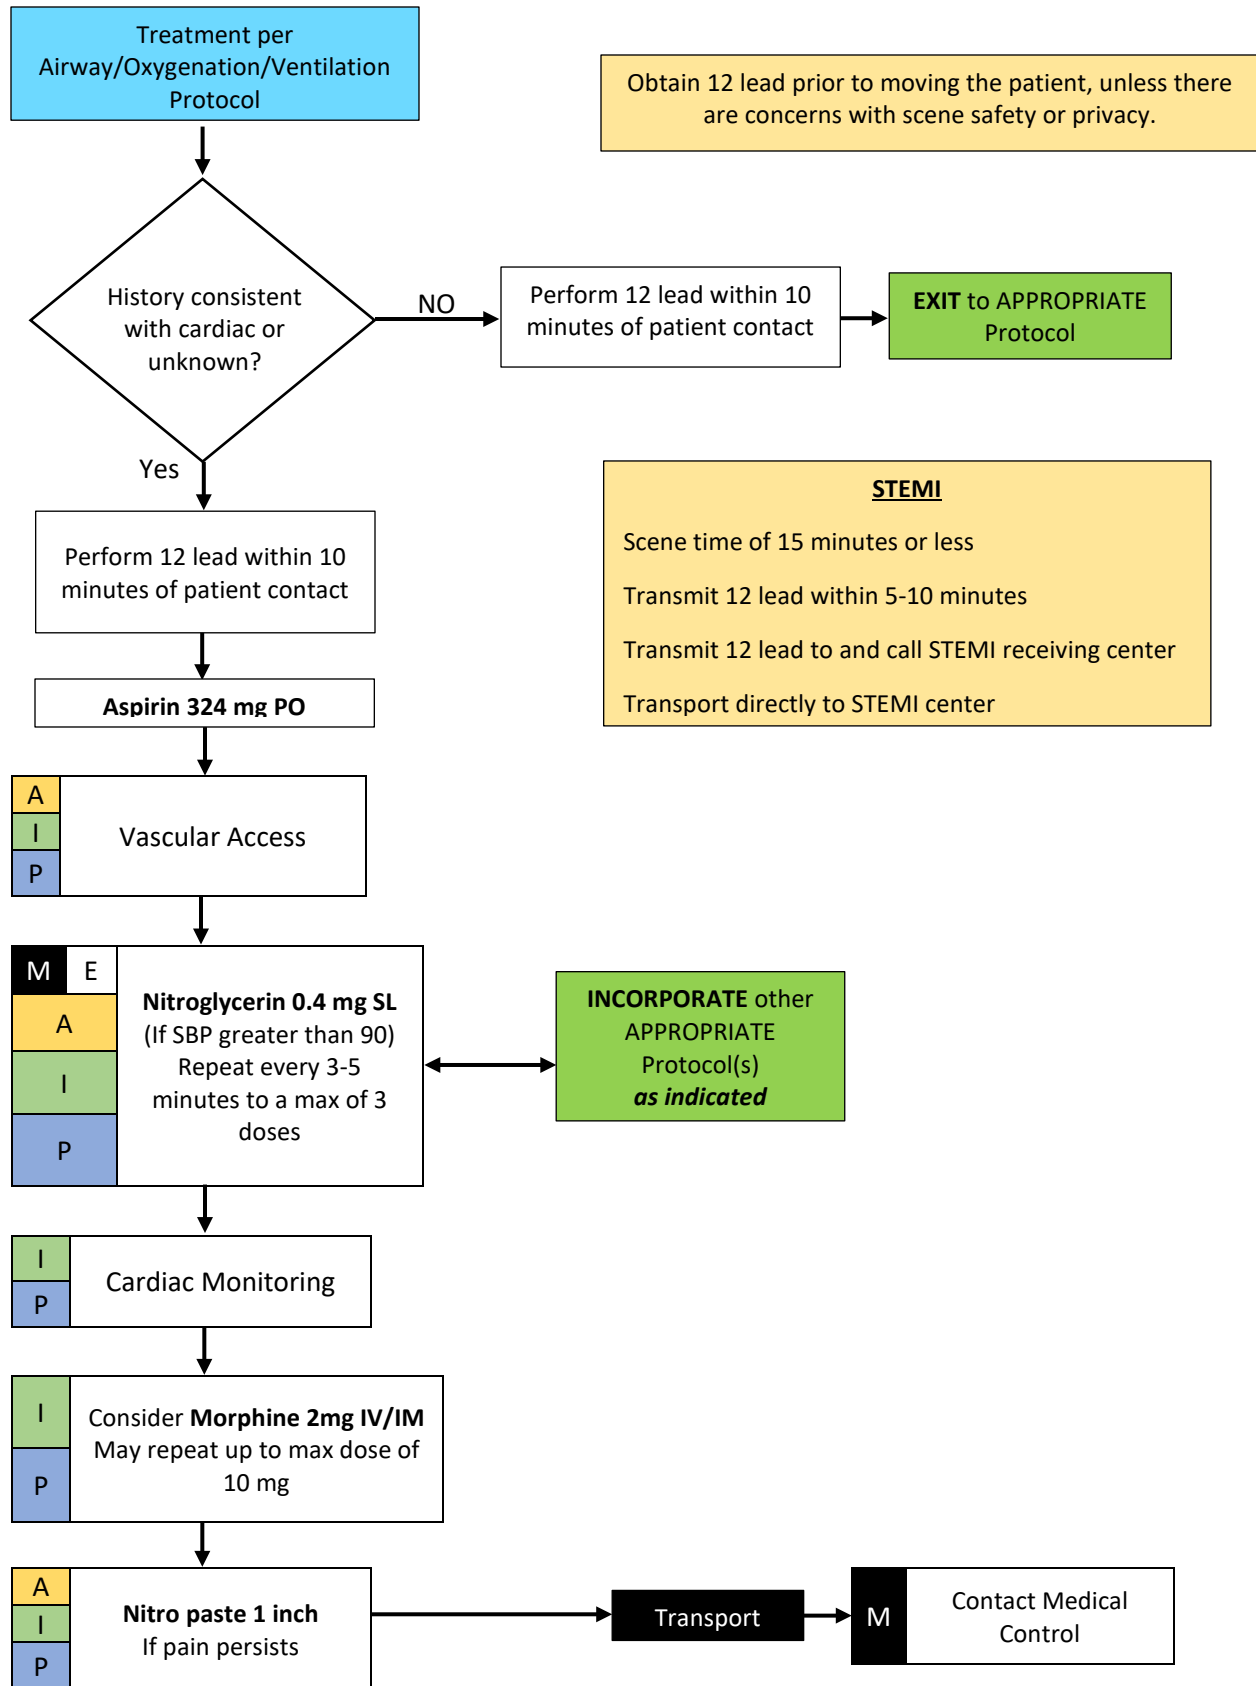 Treatment per
Airway/Oxygenation/Ventilation
Protocol
Obtain 12 lead prior to moving the patient, unless there
are concerns with scene safety or privacy.
History consistent
with cardiac or
unknown?
NO
Perform 12 lead within 10
minutes of patient contact
EXIT to APPROPRIATE
Protocol
Yes
Perform 12 lead within 10
minutes of patient contact
STEMI
Scene time of 15 minutes or less
Transmit 12 lead within 5-10 minutes
Transmit 12 lead to and call STEMI receiving center
Transport directly to STEMI center
Aspirin 324 mg PO
A
I
P
Vascular Access
M E
A
I
P
Nitroglycerin 0.4 mg SL
(If SBP greater than 90)
Repeat every 3-5
minutes to a max of 3
doses
INCORPORATE other
APPROPRIATE
Protocol(s)
as indicated
I
P
Cardiac Monitoring
I
P
Consider Morphine 2mg IV/IM
May repeat up to max dose of
10 mg
A
I
P
Nitro paste 1 inch
If pain persists
Transport
M
Contact Medical
Control